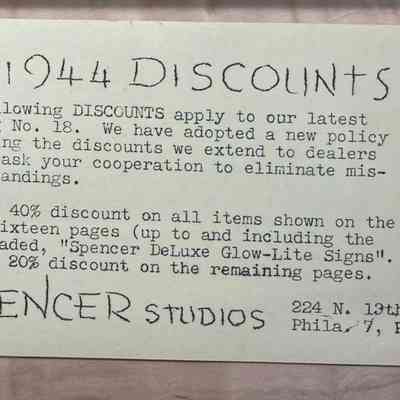 1944 DISCOUNTS
llowing DISCOUNTS apply to our latest
No. 18. We have adopted a new policy
ing the discounts we extend to dealers
ask your cooperation to eliminate mis-
andings.
40% discount on all items shown on the
ixteen pages (up to and including the
aded, "Spencer DeLuxe Glow-Lite Signs".
20% discount on the remaining pages.
ENCER STUDIOS
224 N. 13th
Phila. 7, P